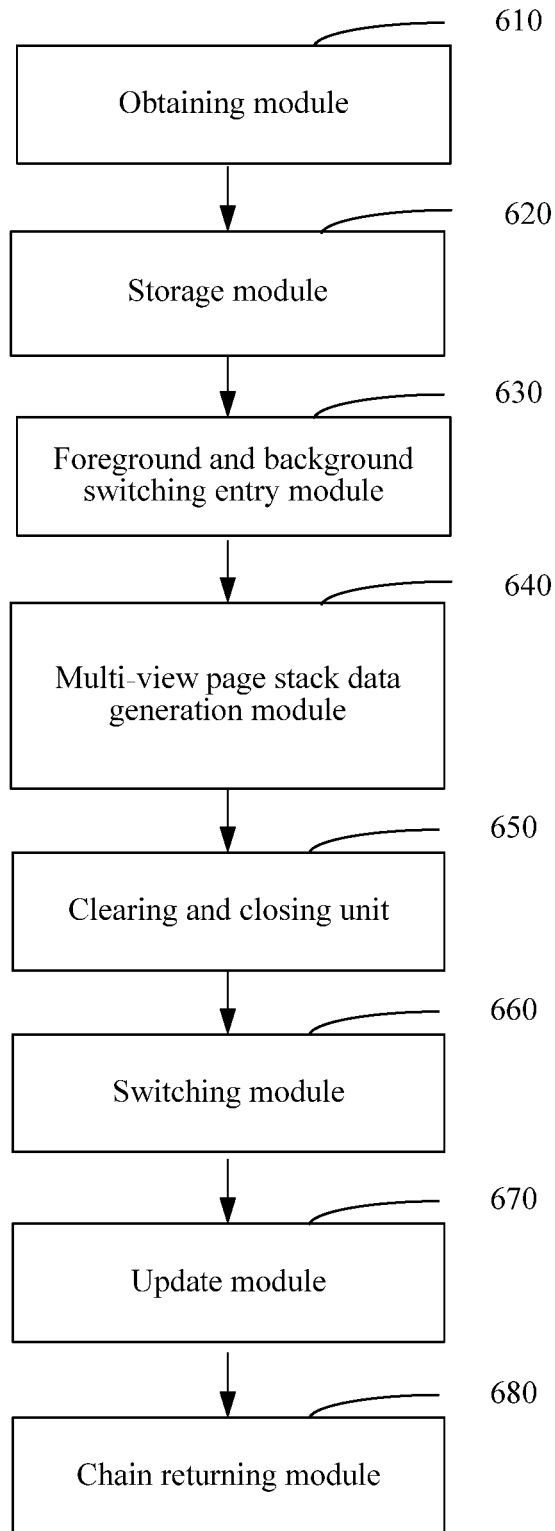 610
Obtaining module
620
Storage module
630
Foreground and background
switching entry module
640
Multi-view page stack data
generation module
650
Clearing and closing unit
660
Switching module
670
Update module
680
Chain returning module